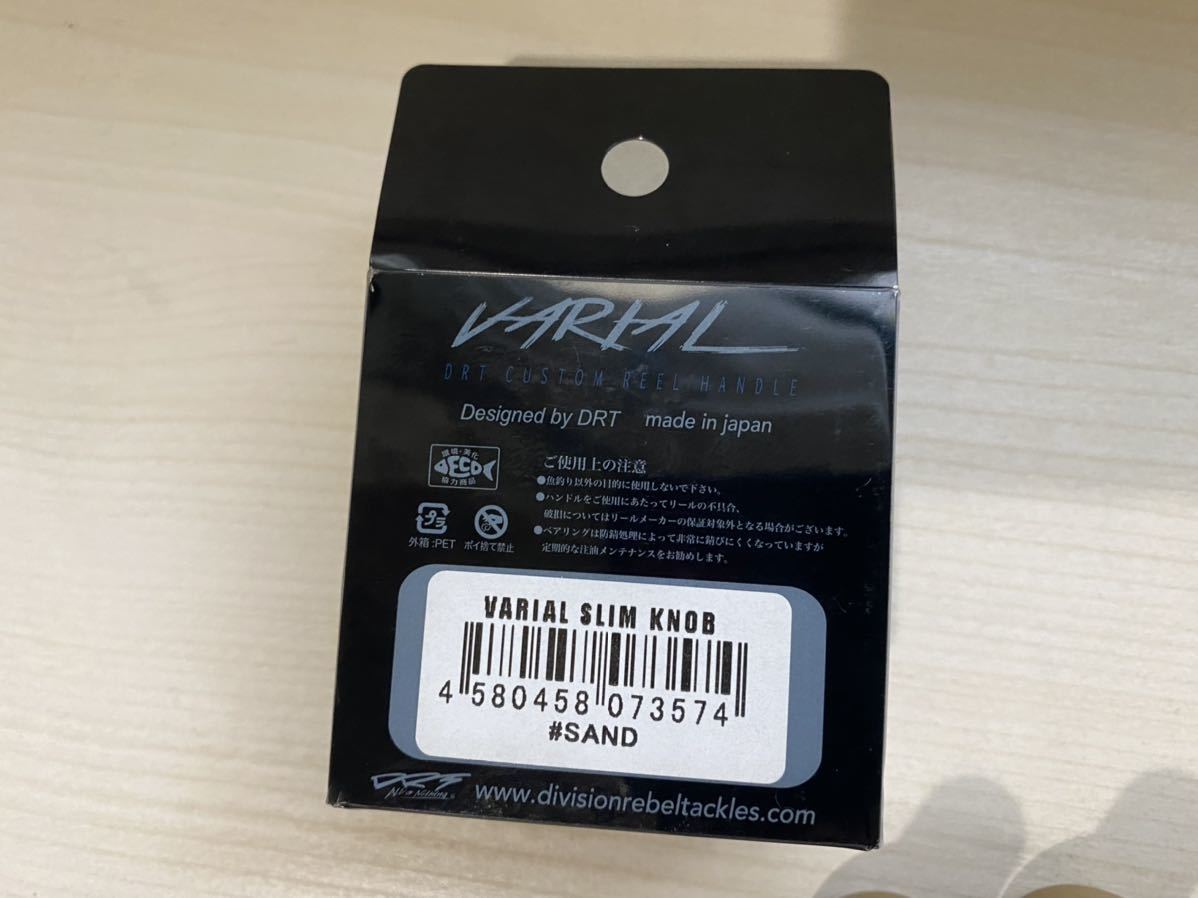 VARIAL
DRT CUSTOM REEL HANDLE
Designed by DRT made in japan
環境・美化
ECO
協力商品
プラ
外箱:PET ポイ捨て禁止
ご使用上の注意
●魚釣り以外の目的に使用しないで下さい。
●ハンドルをご使用にあたってリールの不具合、
破損についてはリールメーカーの保証対象外となる場合がございます。
●ベアリングは防錆処理によって非常に錆びにくくなっていますが
定期的な注油メンテナンスをお勧めします。
VARIAL SLIM KNOB
4 580458 073574
#SAND
DRT
www.divisionrebeltackles.com